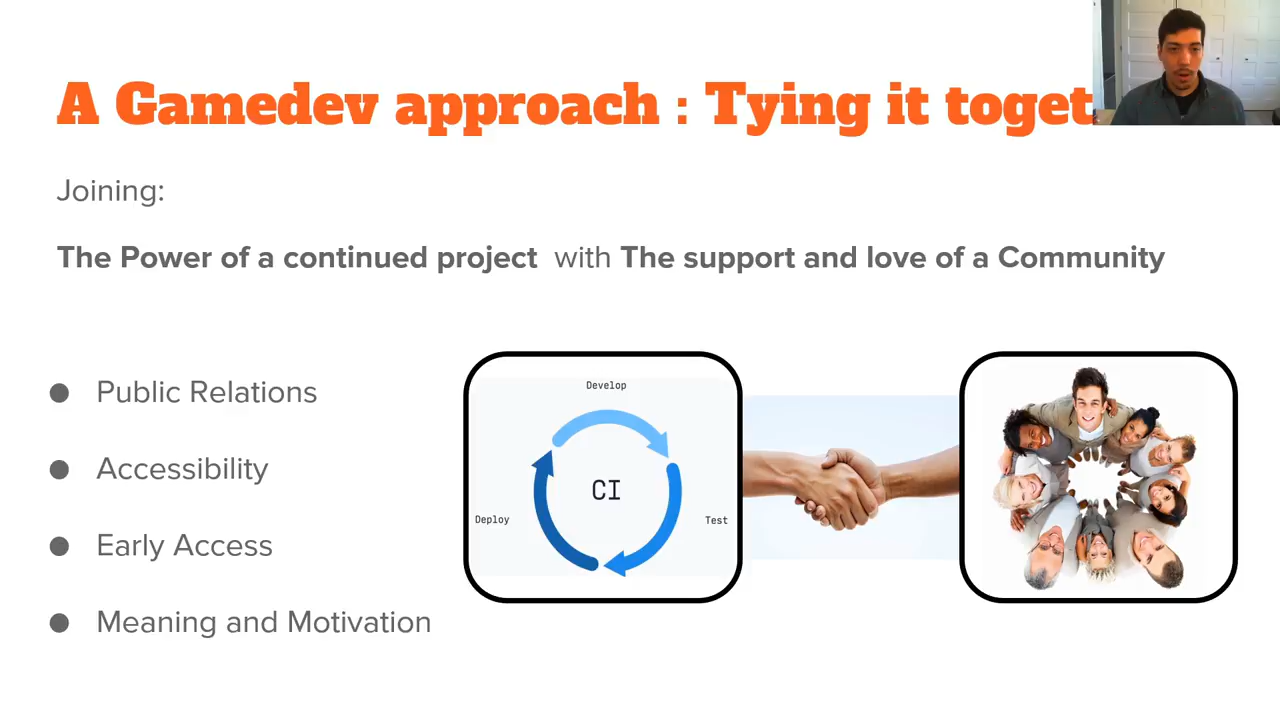 A Gamedev approach : Tying it toget
Joining:
The Power of a continued project with The support and love of a Community
● Public Relations
● Accessibility
● Early Access
● Meaning and Motivation
Develop
CI
Deploy
Test